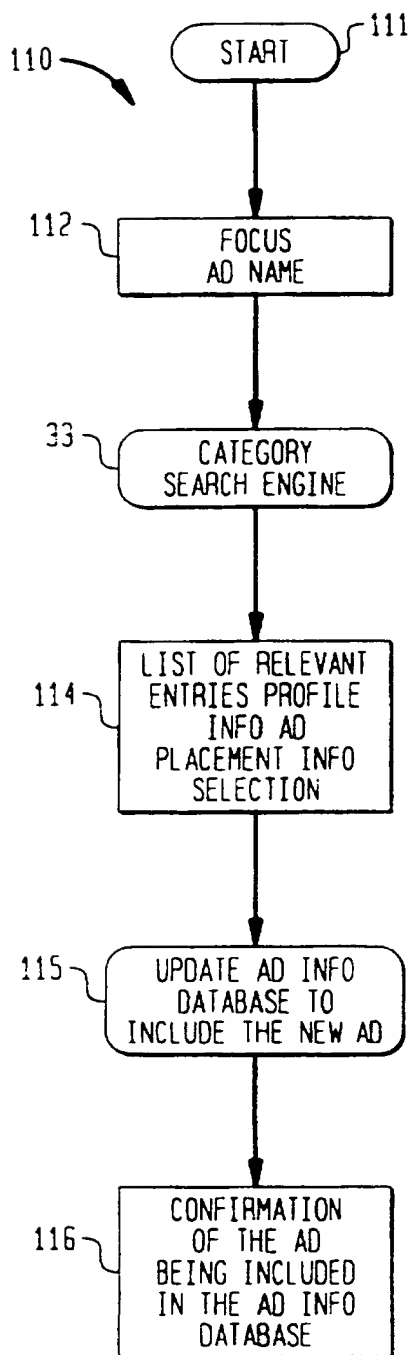 111
START
110
112
FOCUS
AD NAME
33
CATEGORY
SEARCH ENGINE
114
LIST OF RELEVANT
ENTRIES PROFILE
INFO AD
PLACEMENT INFO
SELECTION
115
UPDATE AD INFO
DATABASE TO
INCLUDE THE NEW AD
116
CONFIRMATION
OF THE AD
BEING INCLUDED
IN THE AD INFO
DATABASE